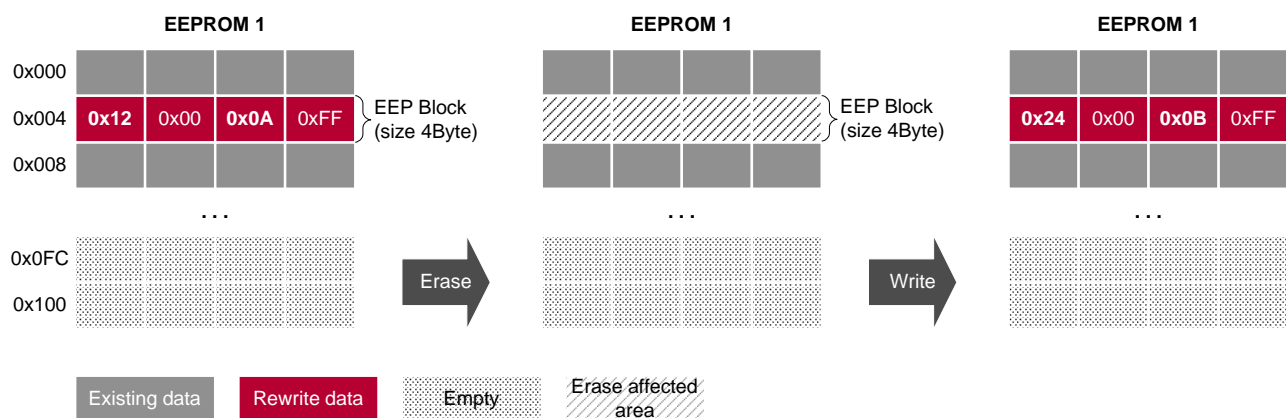 EEPROM 1 EEPROM 1 EEPROM 1
0x000
0x004 0x12 0x00 0x0A 0xFF EEP Block (size 4Byte) EEP Block (size 4Byte) 0x24 0x00 0x0B 0xFF
0x008
... ... ...
0x0FC
Erase Write
0x100
Existing data Rewrite data Empty Erase affected area